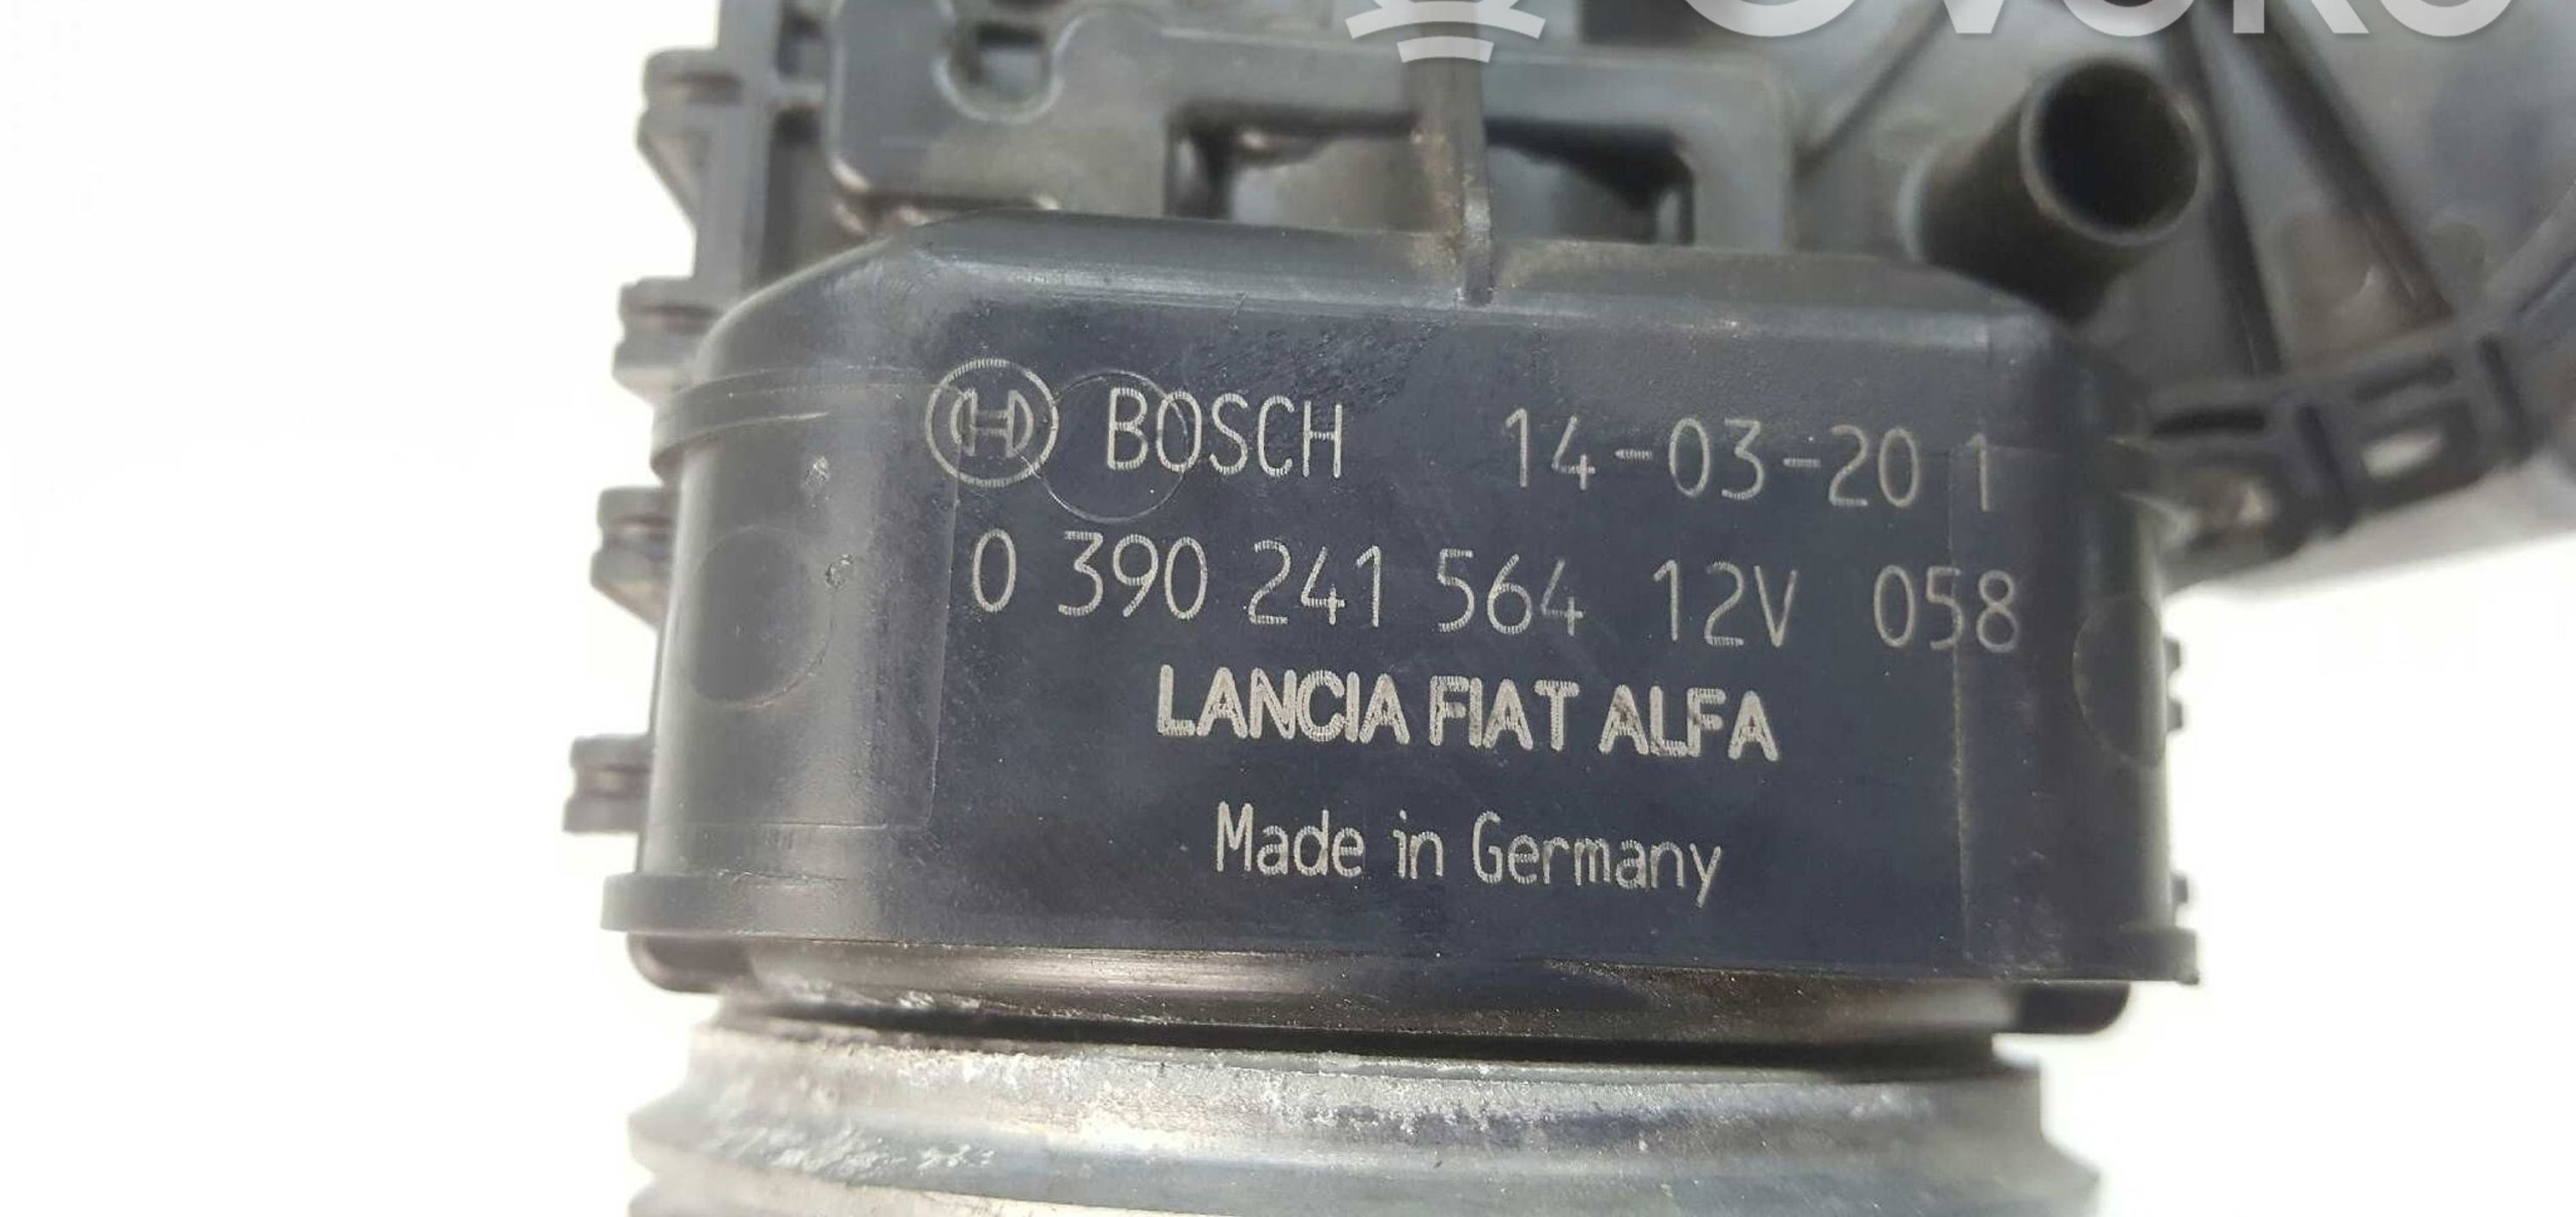 BOSCH 14-03-20 1
0 390 241 564 12V 058
LANCIA FIAT ALFA
Made in Germany